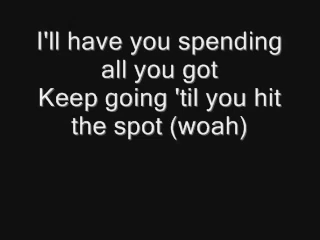 I'll have you spending
all you got
Keep going 'til you hit
the spot (woah)